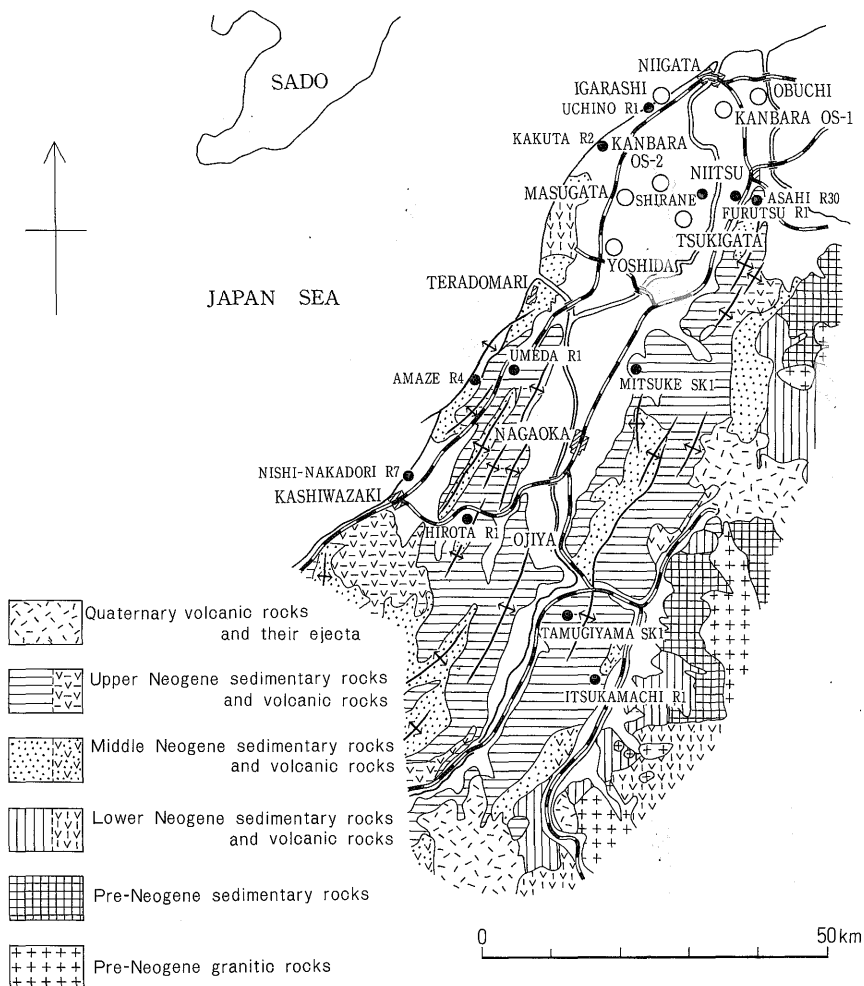 SADO
NIIGATA
IGARASHI
OBUCHI
UCHINO R1
KANBARA OS-1
KAKUTA R2
KANBARA
OS-2
NIITSU
MASUGATA
SHIRANE
ASAHI R30
FURUTSU R1
TSUKIGATA
YOSHIDA
TERADOMARI
JAPAN SEA
UMEDA R1
AMAZE R4
MITSUKE SK1
NAGAOKA
NISHI-NAKADORI R7
KASHIWAZAKI
HIROTA R1
OJIYA
TAMUGIYAMA SK1
ITSUKAMACHI R1
Quaternary volcanic rocks
and their ejecta
Upper Neogene sedimentary rocks
and volcanic rocks
Middle Neogene sedimentary rocks
and volcanic rocks
Lower Neogene sedimentary rocks
and volcanic rocks
Pre-Neogene sedimentary rocks
Pre-Neogene granitic rocks
0 50km